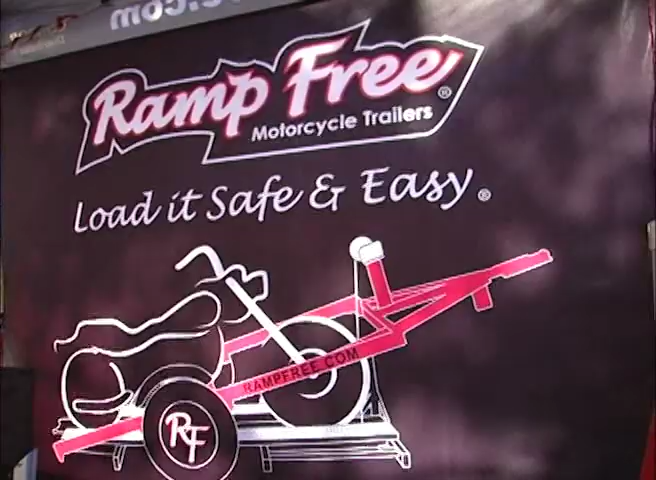 Ramp Free®
Motorcycle Trailers
Load it Safe & Easy®
RAMPFREE.COM
RF